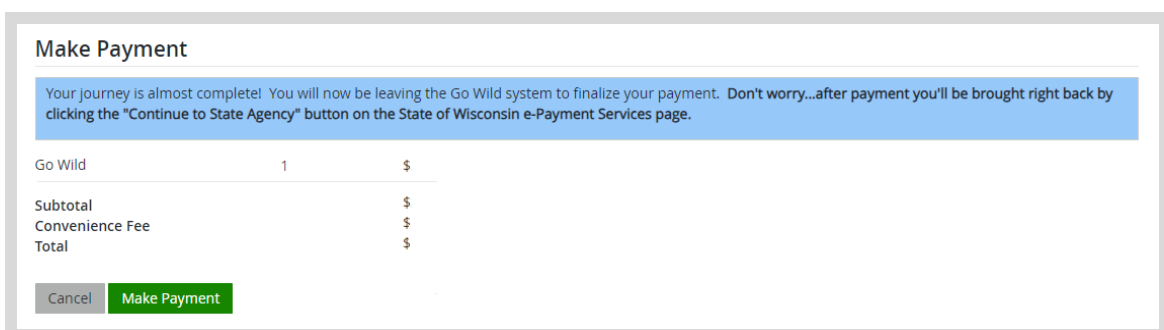 Make Payment
Your journey is almost complete! You will now be leaving the Go Wild system to finalize your payment. Don't worry...after payment you'll be brought right back by
clicking the "Continue to State Agency" button on the State of Wisconsin e-Payment Services page.
Go Wild 1 $
Subtotal $
Convenience Fee $
Total $
Cancel Make Payment